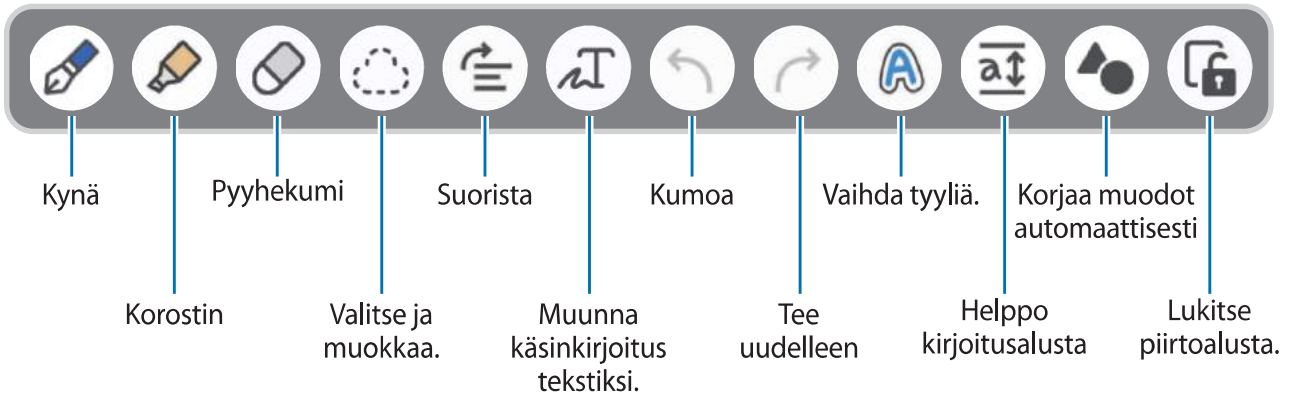 Kynä
Pyyhekumi
Suorista
Kumoa
Vaihda tyyliä.
Korjaa muodot
automaattisesti
Korostin
Valitse ja
muokkaa.
Muunna
käsinkirjoitus
tekstiksi.
Tee
uudelleen
Helppo
kirjoitusalusta
Lukitse
piirtoalusta.